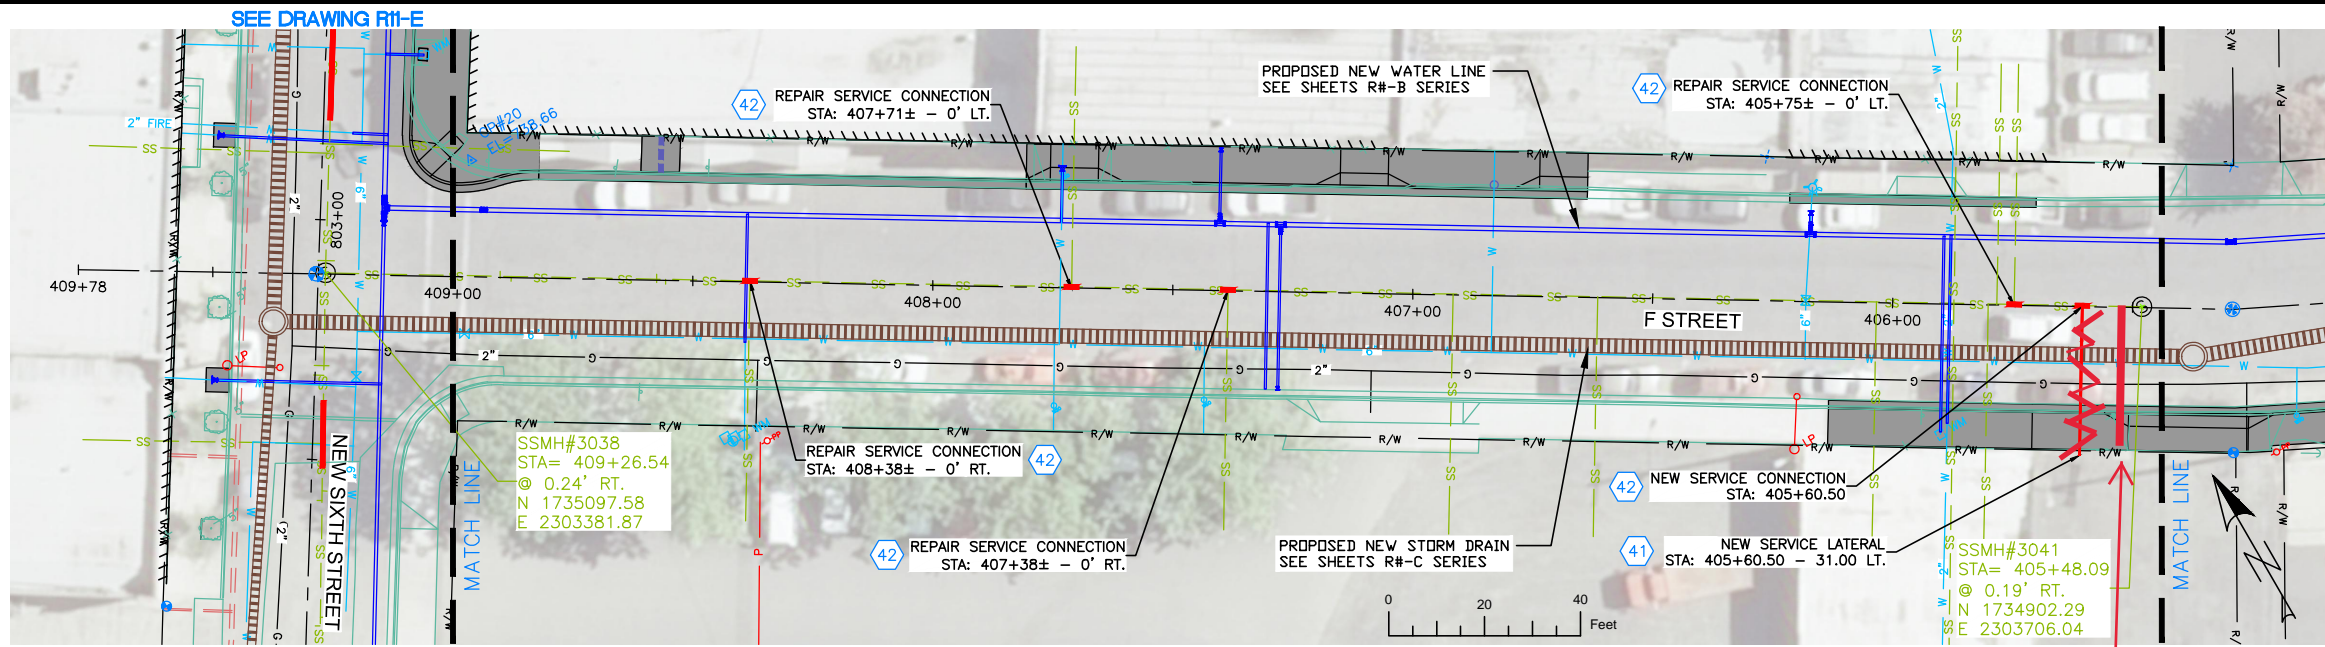 SEE DRAWING R11-E
42 REPAIR SERVICE CONNECTION
STA: 407+71± - 0' LT.
PROPOSED NEW WATER LINE
SEE SHEETS R#-B SERIES
42 REPAIR SERVICE CONNECTION
STA: 405+75± - 0' LT.
2" FIRE
CP#20
EL=738.66
803+00
409+78
409+00
408+00
407+00
406+00
F STREET
NEW SIXTH STREET
MATCH LINE
SSMH#3038
STA= 409+26.54
@ 0.24' RT.
N 1735097.58
E 2303381.87
REPAIR SERVICE CONNECTION 42
STA: 408+38± - 0' RT.
42 REPAIR SERVICE CONNECTION
STA: 407+38± - 0' RT.
PROPOSED NEW STORM DRAIN
SEE SHEETS R#-C SERIES
42 NEW SERVICE CONNECTION
STA: 405+60.50
41 NEW SERVICE LATERAL
STA: 405+60.50 - 31.00 LT.
SSMH#3041
STA= 405+48.09
@ 0.19' RT.
N 1734902.29
E 2303706.04
MATCH LINE
0 20 40
Feet